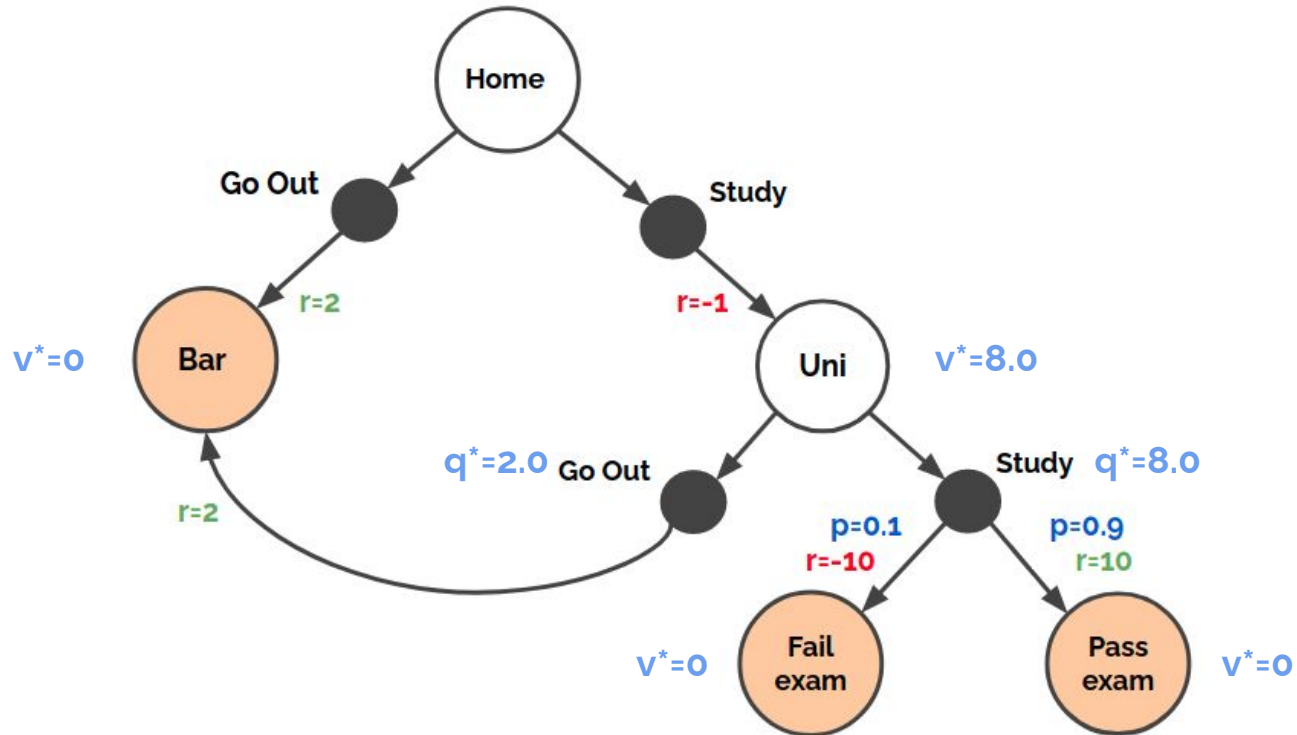 Home
Go Out
Study
r=2
r=-1
v*=0
Bar
Uni
v*=8.0
q*=2.0
Go Out
Study
q*=8.0
r=2
p=0.1
p=0.9
r=-10
r=10
v*=0
Fail
exam
Pass
exam
v*=0